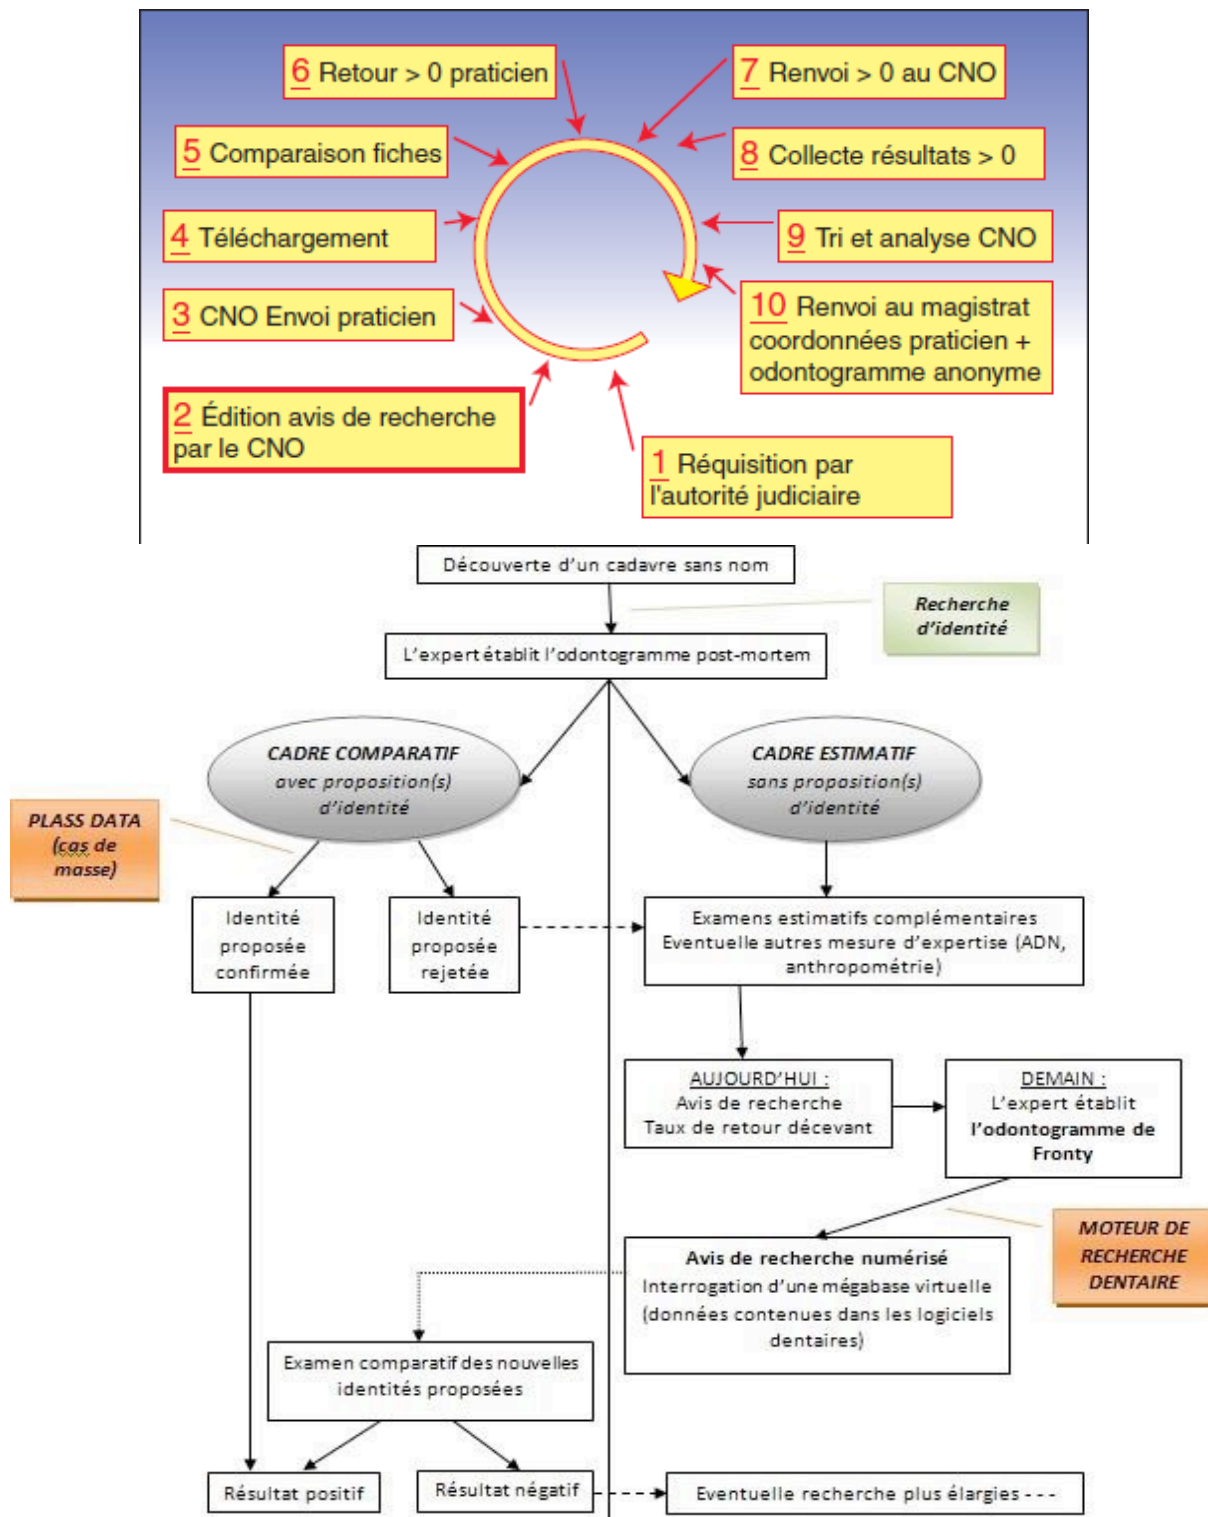 6 Retour > 0 praticien
7 Renvoi > 0 au CNO
5 Comparaison fiches
8 Collecte résultats > 0
4 Téléchargement
9 Tri et analyse CNO
3 CNO Envoi praticien
10 Renvoi au magistrat
coordonnées praticien +
odontogramme anonyme
2 Édition avis de recherche
par le CNO
1 Réquisition par
l'autorité judiciaire
Découverte d'un cadavre sans nom
Recherche
d'identité
L'expert établit l'odontogramme post-mortem
CADRE COMPARATIF
avec proposition(s)
d'identité
CADRE ESTIMATIF
sans proposition(s)
d'identité
PLASS DATA
(cas de
masse)
Identité
proposée
confirmée
Identité
proposée
rejetée
Examens estimatifs complémentaires
Eventuelle autres mesure d'expertise (ADN,
anthropométrie)
AUJOURD'HUI :
Avis de recherche
Taux de retour décevant
DEMAIN :
L'expert établit
l'odontogramme de
Fronty
MOTEUR DE
RECHERCHE
DENTAIRE
Avis de recherche numérisé
Interrogation d'une mégabase virtuelle
(données contenues dans les logiciels
dentaires)
Examen comparatif des nouvelles
identités proposées
Résultat positif
Résultat négatif
Eventuelle recherche plus élargies - - -